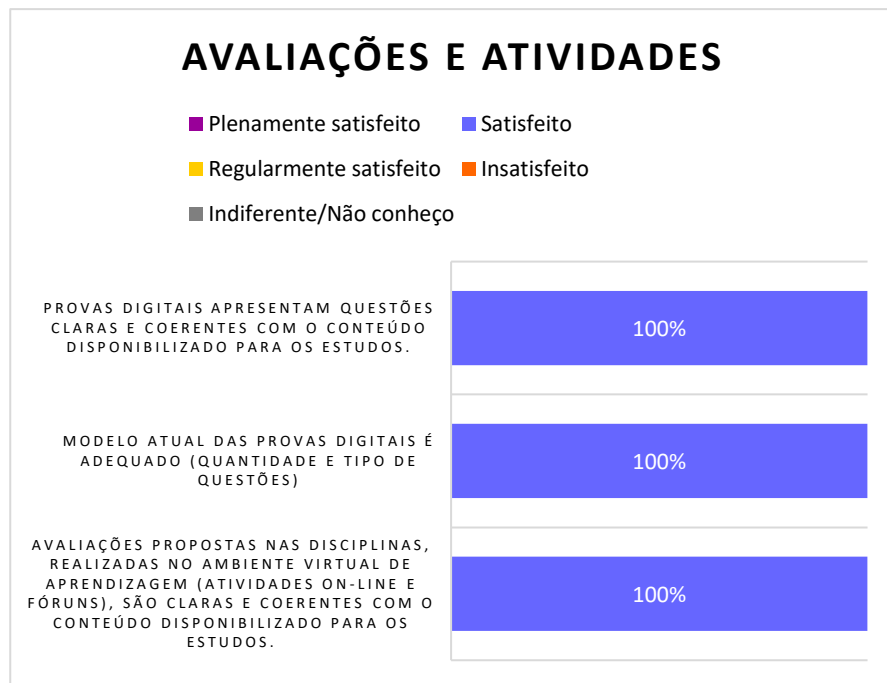 AVALIAÇÕES E ATIVIDADES
Plenamente satisfeito
Satisfeito
Regularmente satisfeito
Insatisfeito
Indiferente/Não conheço
PROVAS DIGITAIS APRESENTAM QUESTÕES
CLARAS E COERENTES COM O CONTEÚDO
DISPONIBILIZADO PARA OS ESTUDOS.
100%
MODELO ATUAL DAS PROVAS DIGITAIS É
ADEQUADO (QUANTIDADE E TIPO DE
QUESTÕES)
100%
AVALIAÇÕES PROPOSTAS NAS DISCIPLINAS,
REALIZADAS NO AMBIENTE VIRTUAL DE
APRENDIZAGEM (ATIVIDADES ON-LINE E
FÓRUNS), SÃO CLARAS E COERENTES COM O
CONTEÚDO DISPONIBILIZADO PARA OS
ESTUDOS.
100%